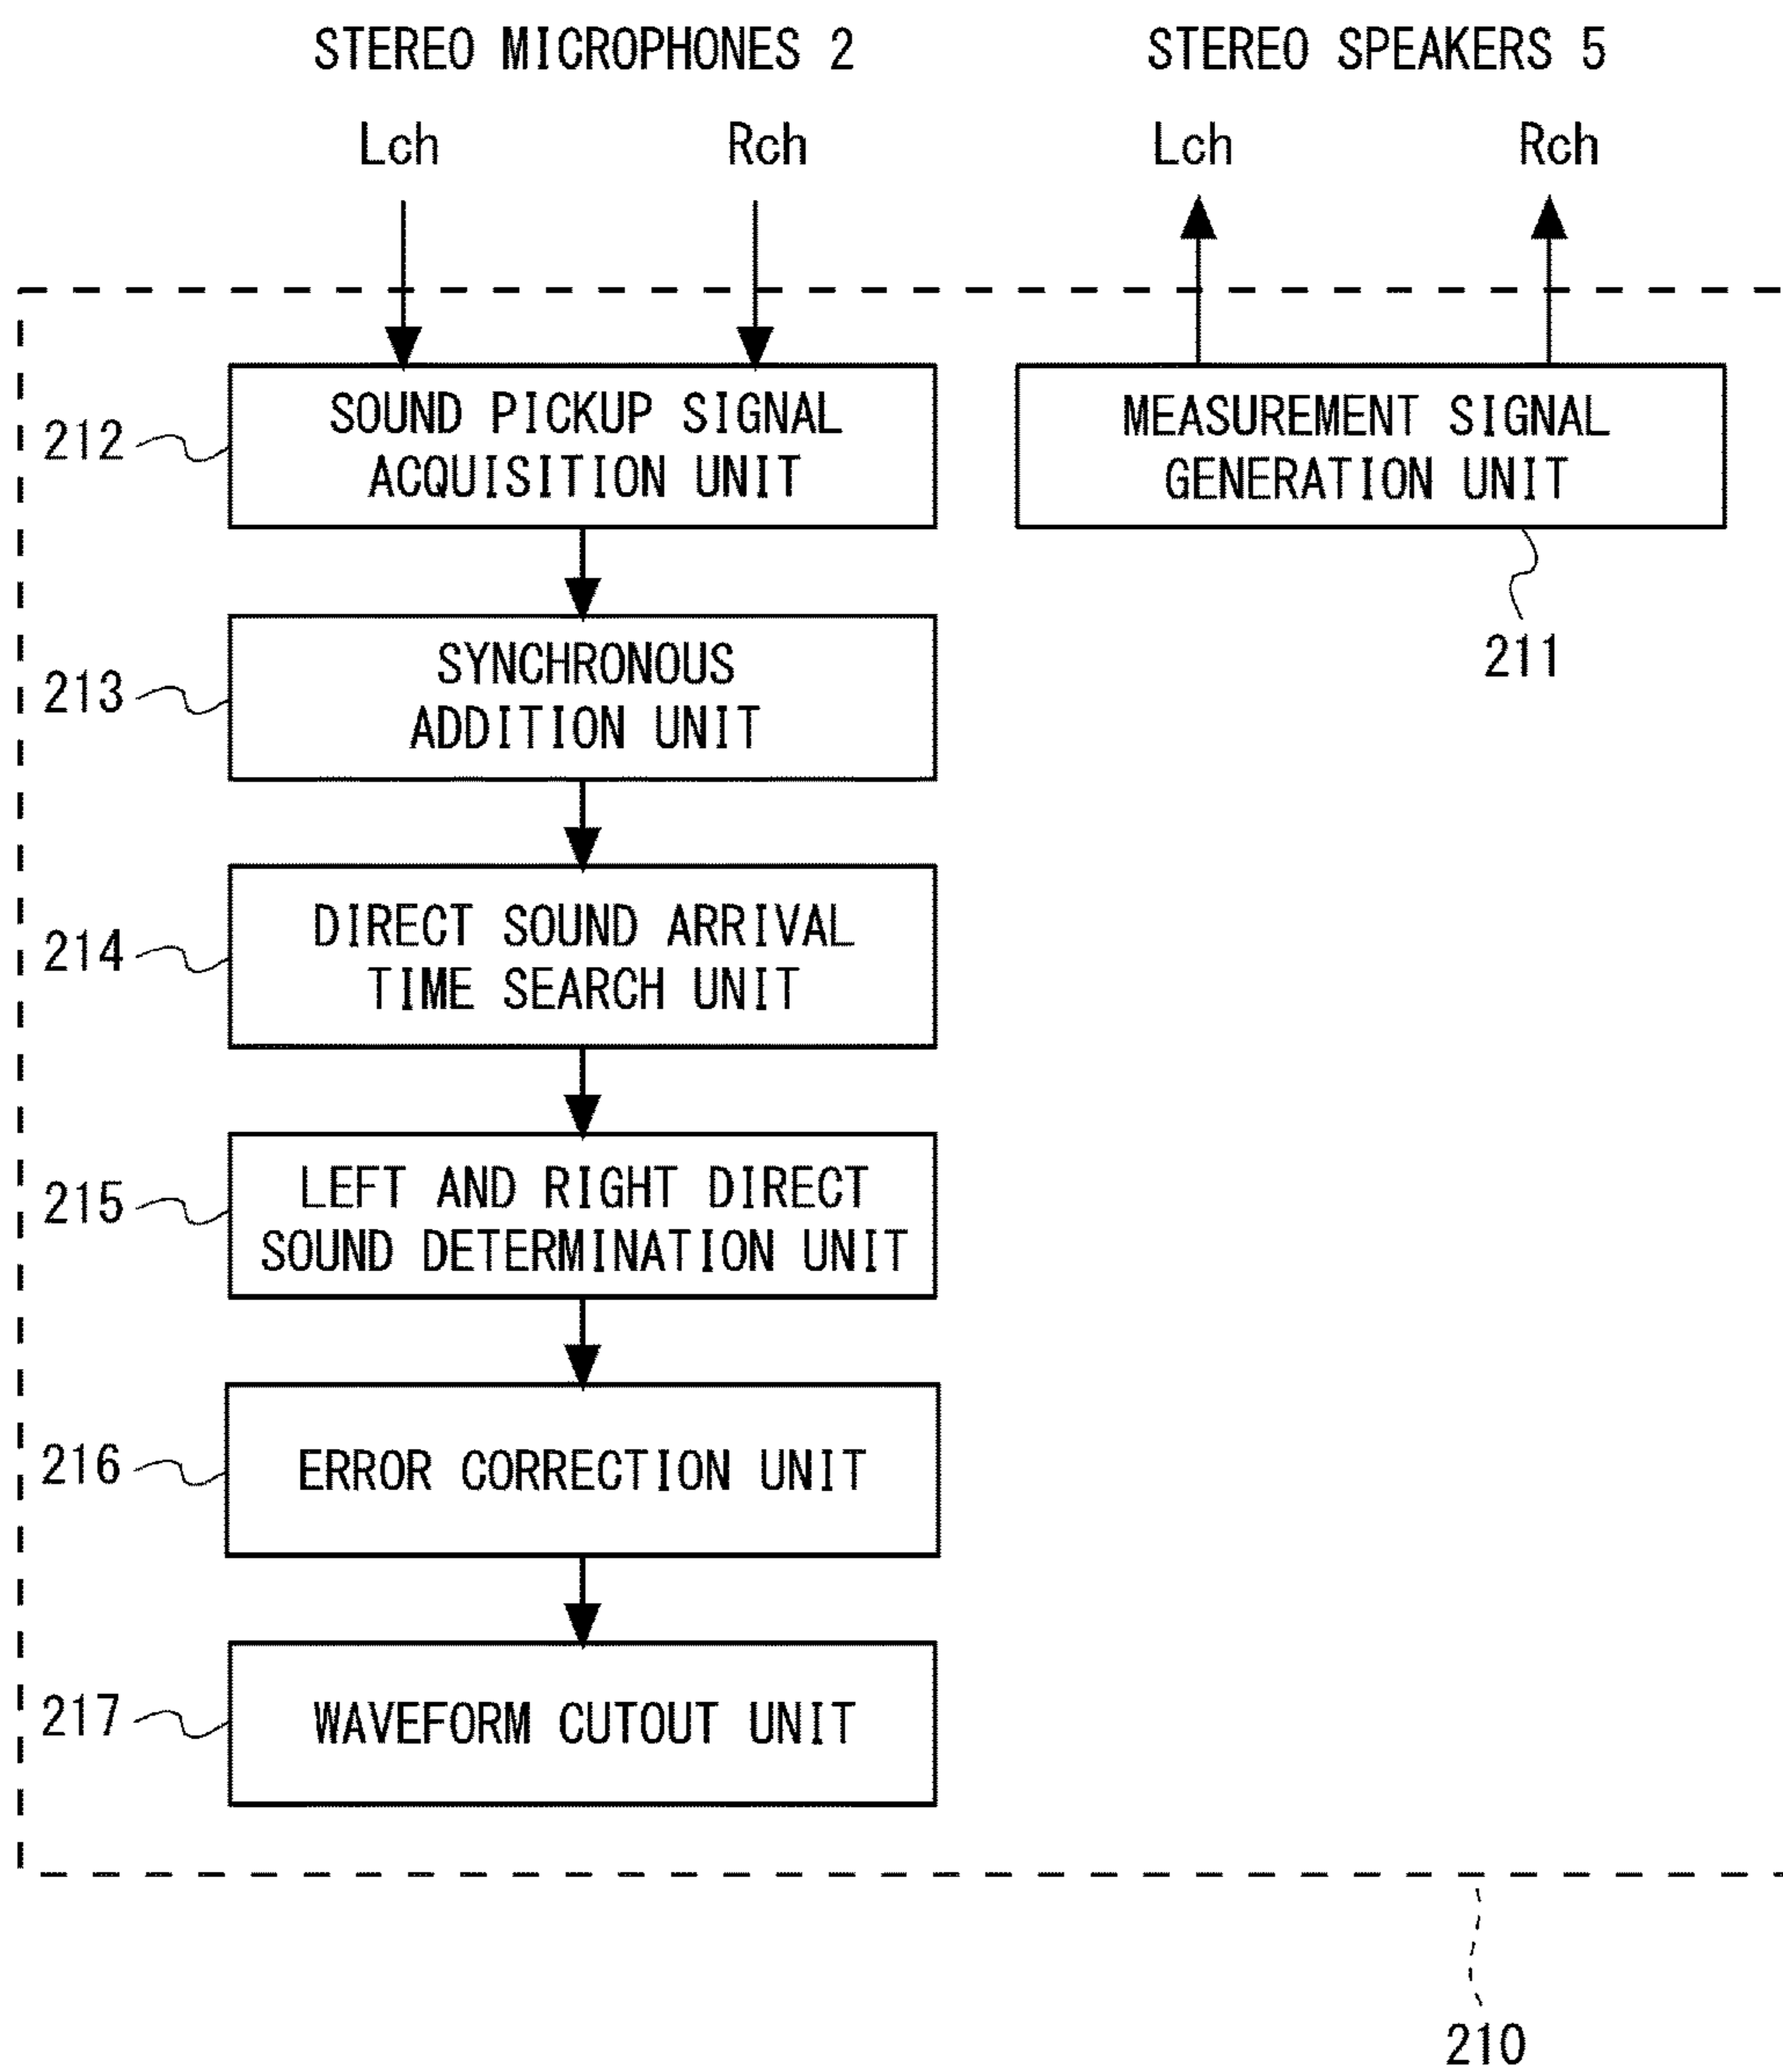 STEREO MICROPHONES 2
STEREO SPEAKERS 5
Lch
Rch
Lch
Rch
212
SOUND PICKUP SIGNAL
ACQUISITION UNIT
MEASUREMENT SIGNAL
GENERATION UNIT
211
213
SYNCHRONOUS
ADDITION UNIT
214
DIRECT SOUND ARRIVAL
TIME SEARCH UNIT
215
LEFT AND RIGHT DIRECT
SOUND DETERMINATION UNIT
216
ERROR CORRECTION UNIT
217
WAVEFORM CUTOUT UNIT
210